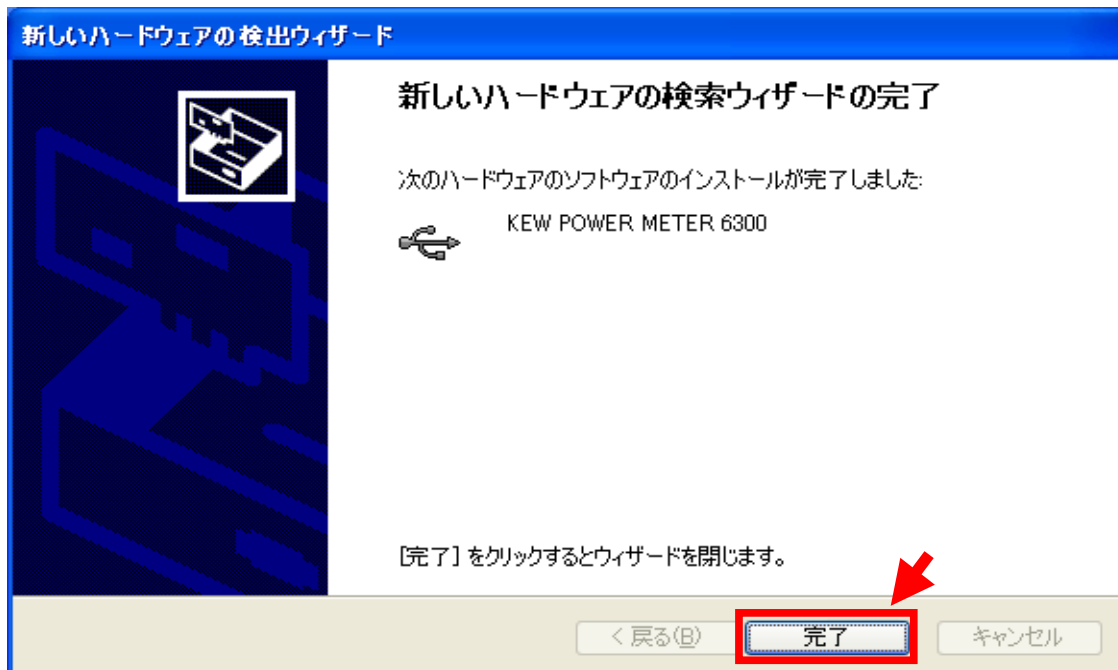 新しいハードウェアの検出ウィザード
新しいハードウェアの検索ウィザードの完了
次のハードウェアのソフトウェアのインストールが完了しました:
KEW POWER METER 6300
[完了] をクリックするとウィザードを閉じます。
< 戻る(B)
完了
キャンセル